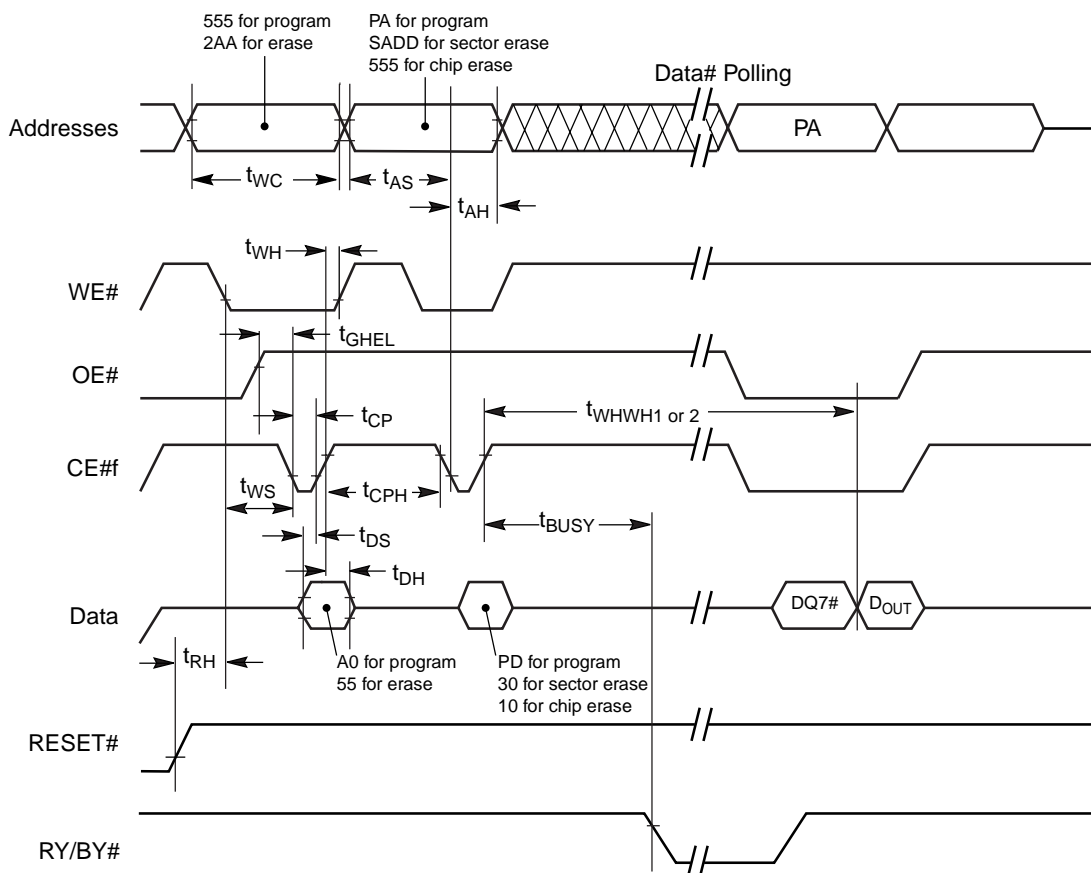 555 for program
2AA for erase
PA for program
SADD for sector erase
555 for chip erase
Data# Polling
Addresses
PA
tWC
tAS
tAH
tWH
WE#
tGHEL
OE#
tWHWH1 or 2
tCP
CE#f
tWS
tCPH
tBUSY
tDS
tDH
Data
DQ7#
DOUT
tRH
A0 for program
55 for erase
PD for program
30 for sector erase
10 for chip erase
RESET#
RY/BY#